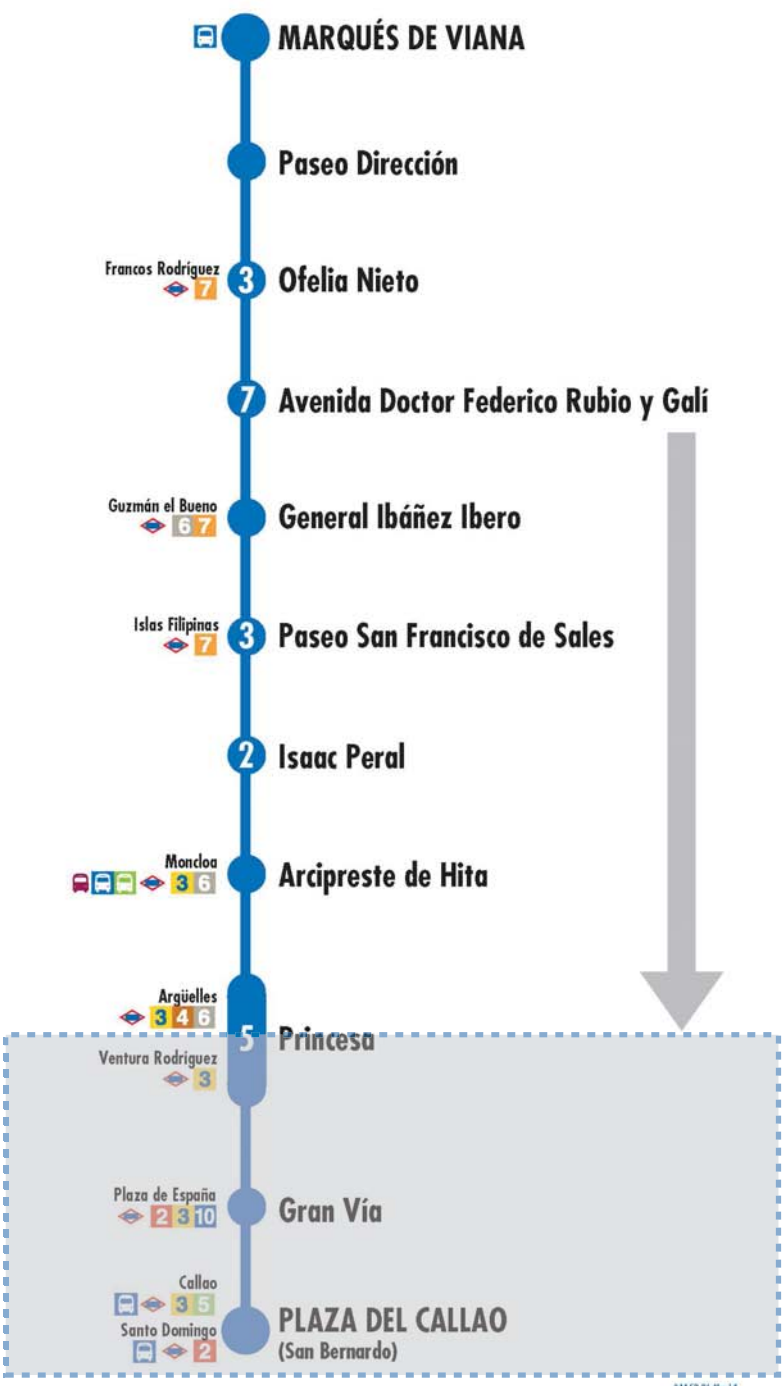 MARQUÉS DE VIANA
Paseo Dirección
Francos Rodríguez
7
3 Ofelia Nieto
7 Avenida Doctor Federico Rubio y Galí
Guzmán el Bueno
6 7
General Ibáñez Ibero
Islas Filipinas
7
3 Paseo San Francisco de Sales
2 Isaac Peral
Moncloa
3 6
Arcipreste de Hita
Argüelles
3 4 6
5 Princesa
Ventura Rodríguez
3
Plaza de España
2 3 10
Gran Vía
Callao
3 5
Santo Domingo
2
PLAZA DEL CALLAO
(San Bernardo)